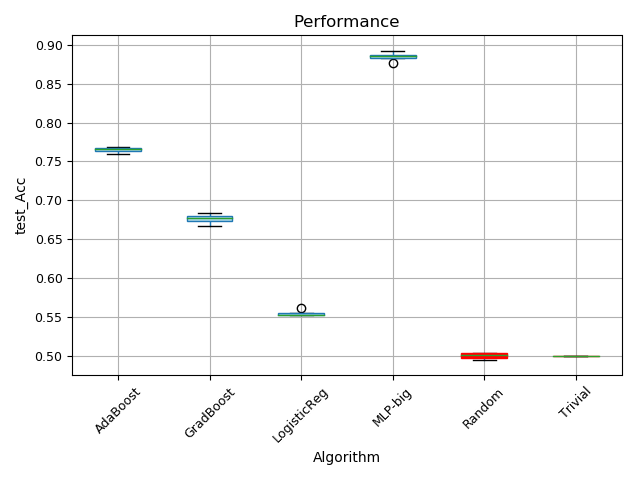 Performance
test_Acc
0.90
0.85
0.80
0.75
0.70
0.65
0.60
0.55
0.50
AdaBoost
GradBoost
LogisticReg
MLP-big
Random
Trivial
Algorithm